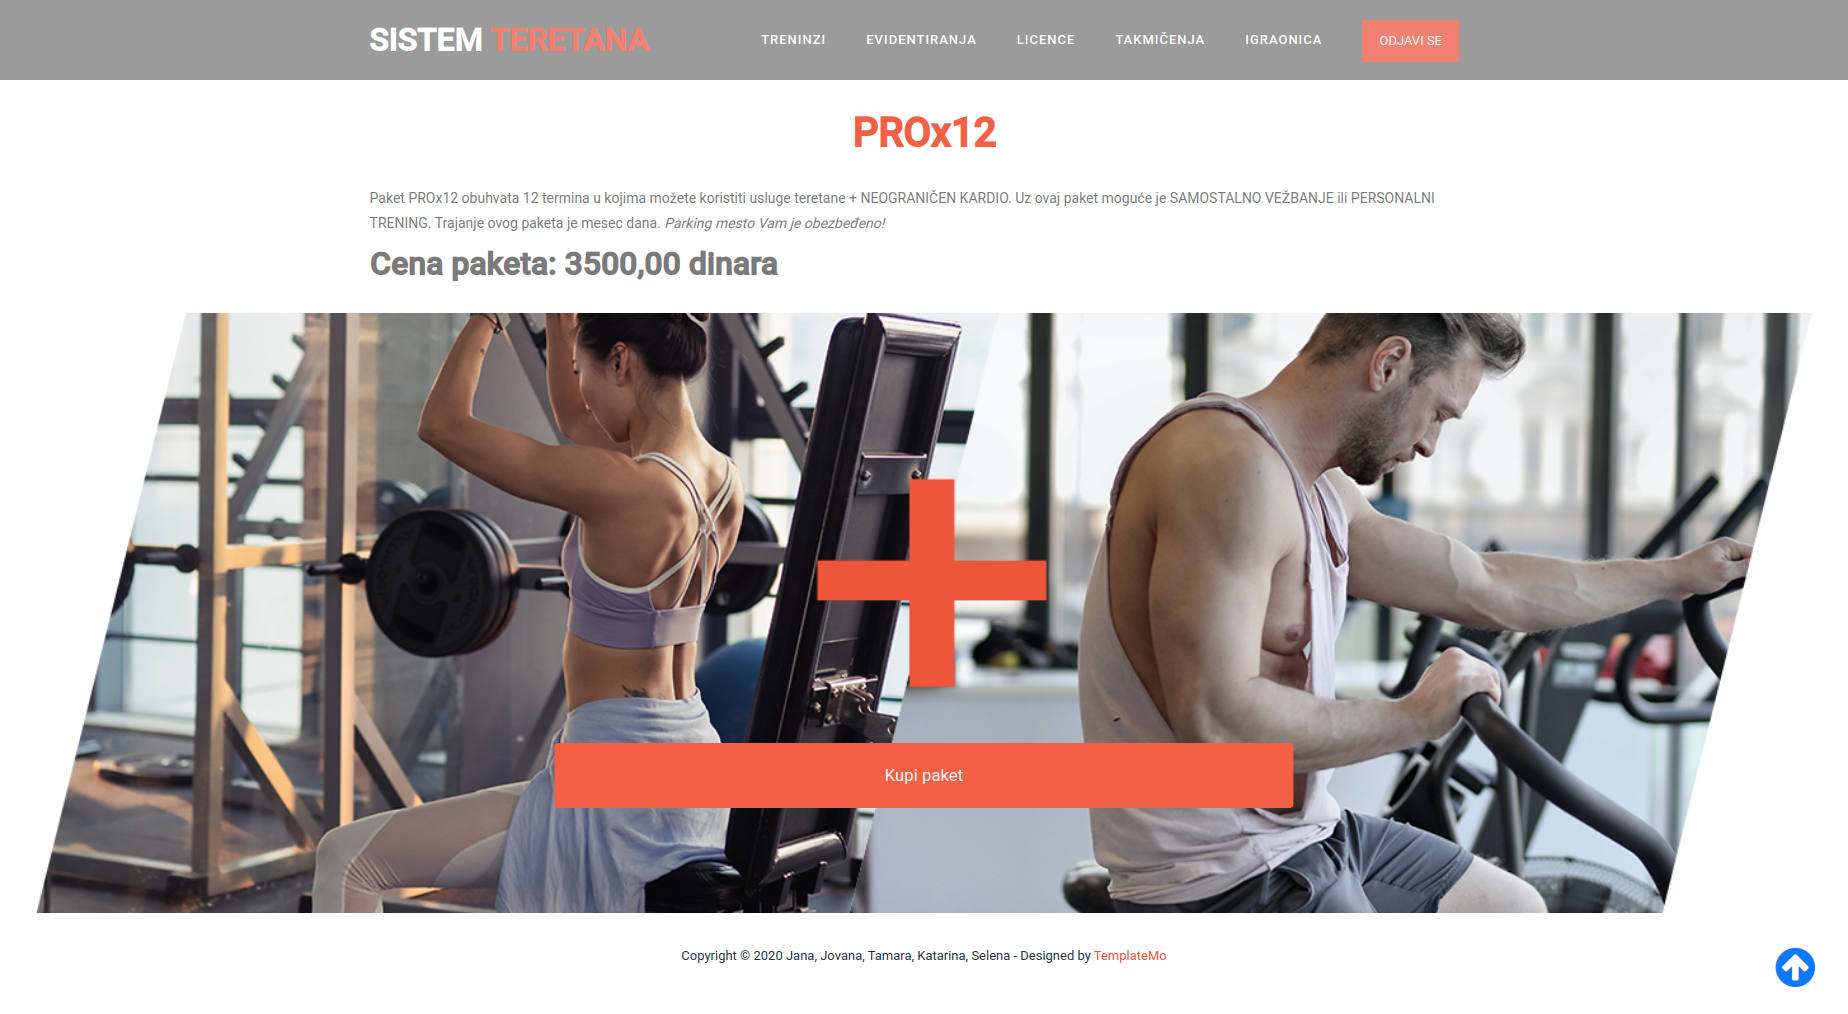 SISTEM TERETANA
TRENINZI
EVIDENTIRANJA
LICENCE
TAKMIČENJA
IGRAONICA
ODJAVI SE
PROx12
Paket PROx12 obuhvata 12 termina u kojima možete koristiti usluge teretane + NEOGRANIČEN KARDIO. Uz ovaj paket moguće je SAMOSTALNO VEŽBANJE ili PERSONALNI
TRENING. Trajanje ovog paketa je mesec dana. Parking mesto Vam je obezbeđeno!
Cena paketa: 3500,00 dinara
Kupi paket
Copyright © 2020 Jana, Jovana, Tamara, Katarina, Selena - Designed by TemplateMo